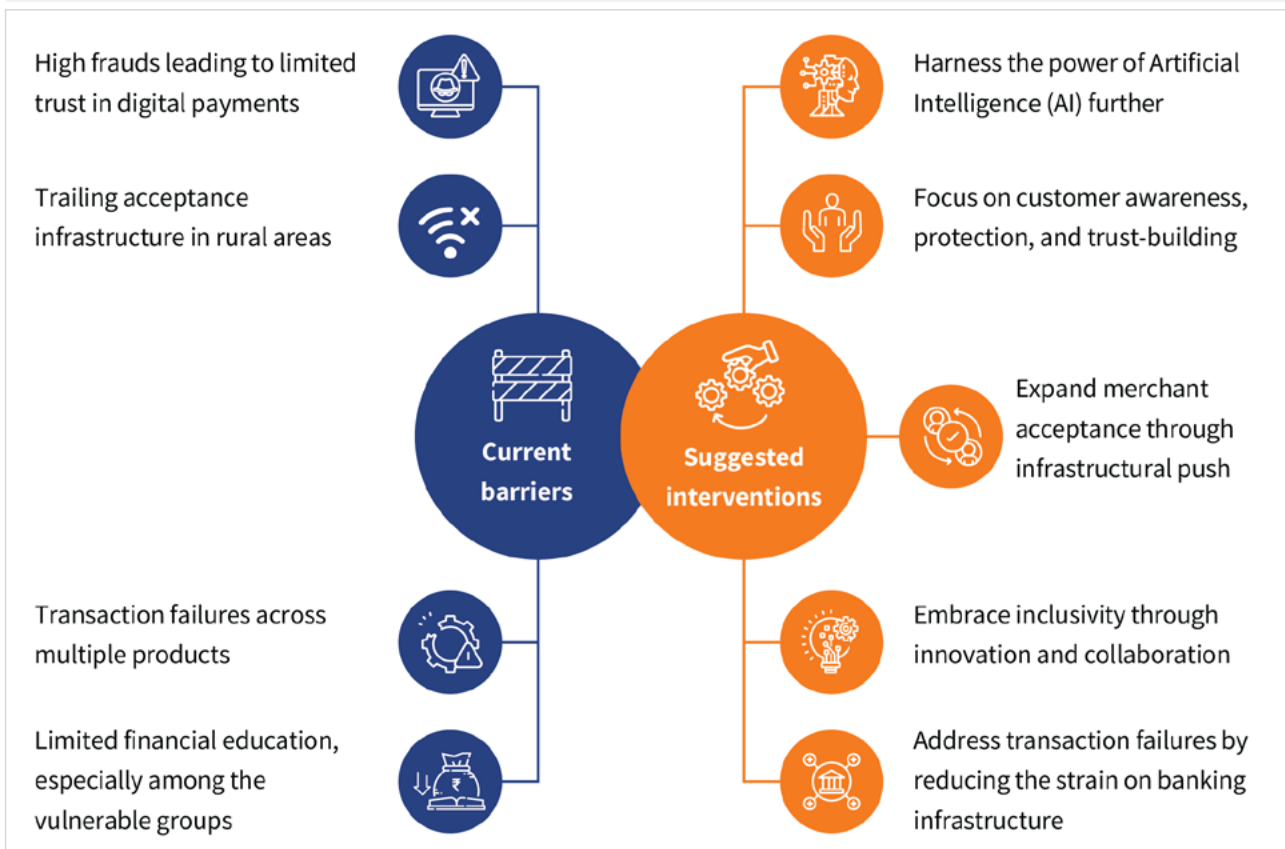 High frauds leading to limited
trust in digital payments
Trailing acceptance
infrastructure in rural areas
Current
barriers
Transaction failures across
multiple products
Limited financial education,
especially among the
vulnerable groups
₹
Harness the power of Artificial
Intelligence (AI) further
Focus on customer awareness,
protection, and trust-building
Suggested
interventions
Expand merchant
acceptance through
infrastructural push
Embrace inclusivity through
innovation and collaboration
Address transaction failures by
reducing the strain on banking
infrastructure